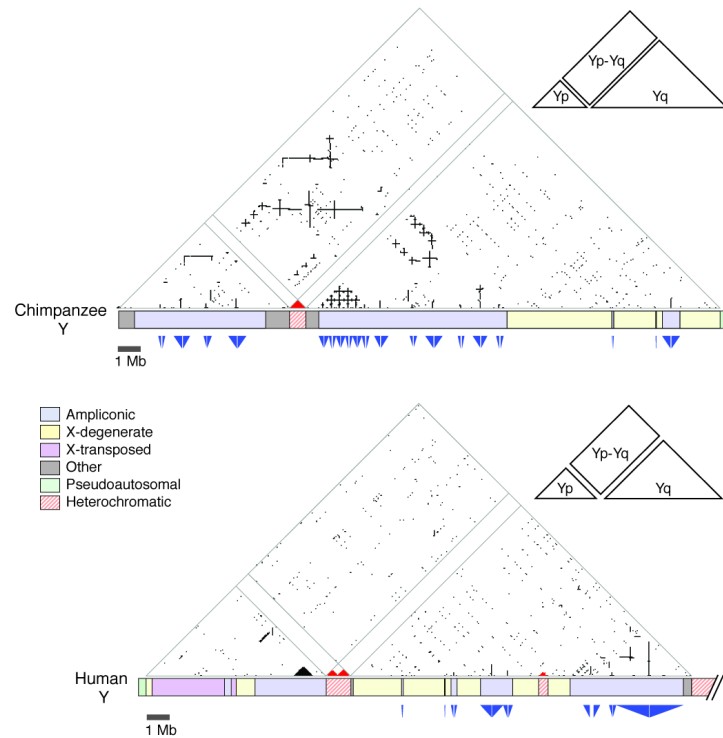 Yp-Yq
Yp
Yq
Chimpanzee
Y
1 Mb
Ampliconic
X-degenerate
X-transposed
Other
Pseudoautosomal
Heterochromatic
Yp-Yq
Yp
Yq
Human
Y
1 Mb